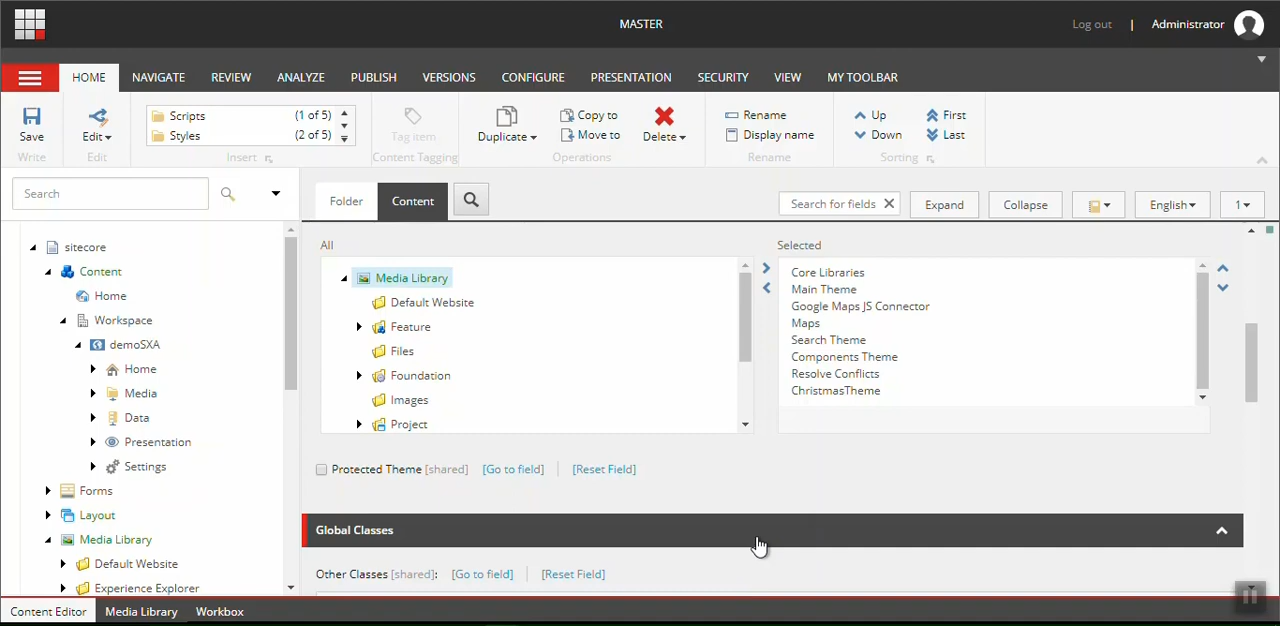 MASTER
Log out | Administrator
HOME NAVIGATE REVIEW ANALYZE PUBLISH VERSIONS CONFIGURE PRESENTATION SECURITY VIEW MY TOOLBAR
Save
Write
Edit
Edit
Scripts (1 of 5)
Styles (2 of 5)
Insert
Tag item
Content Tagging
Duplicate
Copy to
Move to
Delete
Operations
Rename
Display name
Rename
Up
Down
First
Last
Sorting
Search
Folder Content
Search for fields Expand Collapse English 1
sitecore
Content
Home
Workspace
demoSXA
Home
Media
Data
Presentation
Settings
Forms
Layout
Media Library
Default Website
Experience Explorer
All
Media Library
Default Website
Feature
Files
Foundation
Images
Project
Selected
Core Libraries
Main Theme
Google Maps JS Connector
Maps
Search Theme
Components Theme
Resolve Conflicts
ChristmasTheme
Protected Theme [shared] [Go to field] [Reset Field]
Global Classes
Other Classes [shared]: [Go to field] [Reset Field]
Content Editor Media Library Workbox